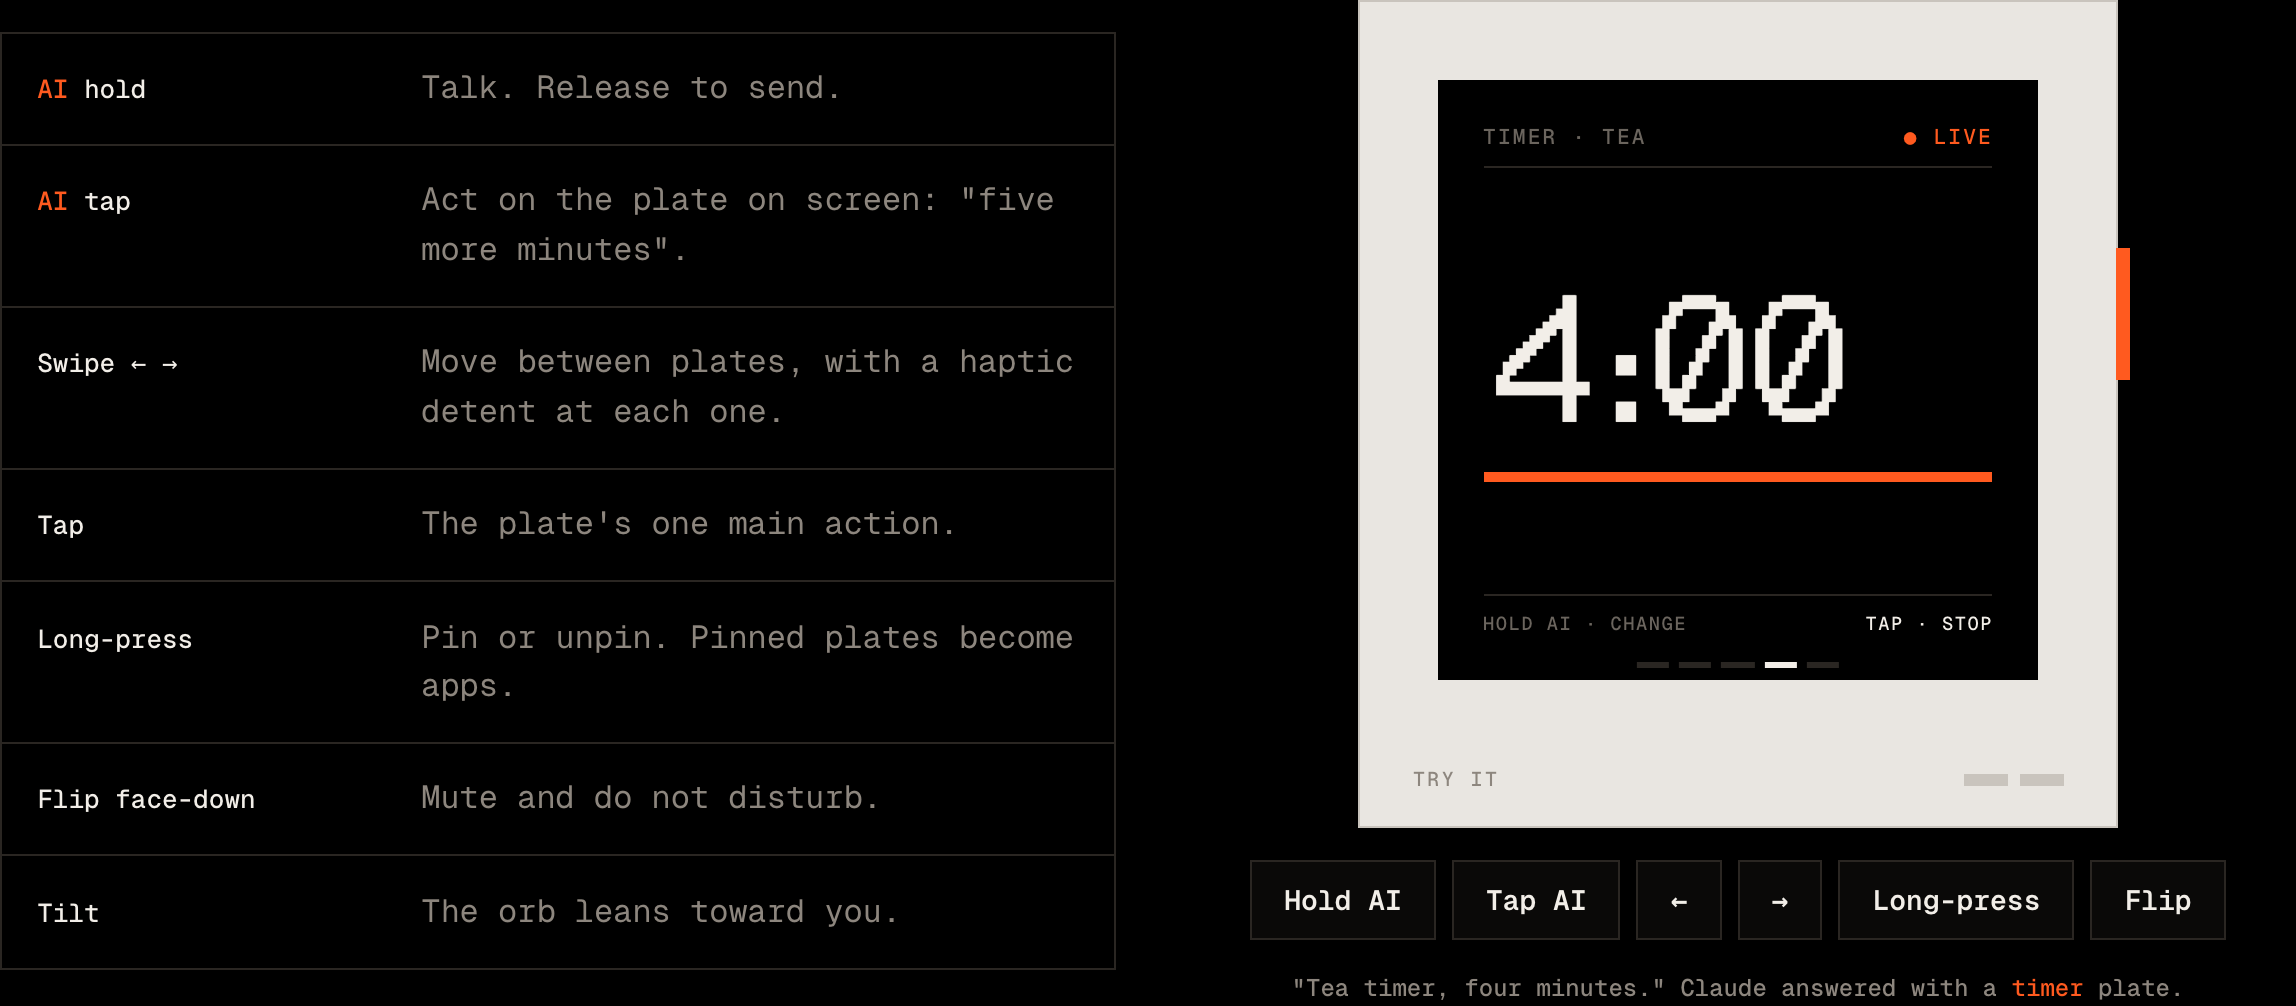 AI hold
Talk. Release to send.
AI tap
Act on the plate on screen: "five
more minutes".
Swipe ← →
Move between plates, with a haptic
detent at each one.
Tap
The plate's one main action.
Long-press
Pin or unpin. Pinned plates become
apps.
Flip face-down
Mute and do not disturb.
Tilt
The orb leans toward you.
TIMER · TEA
● LIVE
4:00
HOLD AI · CHANGE
TAP · STOP
TRY IT
Hold AI
Tap AI
←
→
Long-press
Flip
"Tea timer, four minutes." Claude answered with a timer plate.